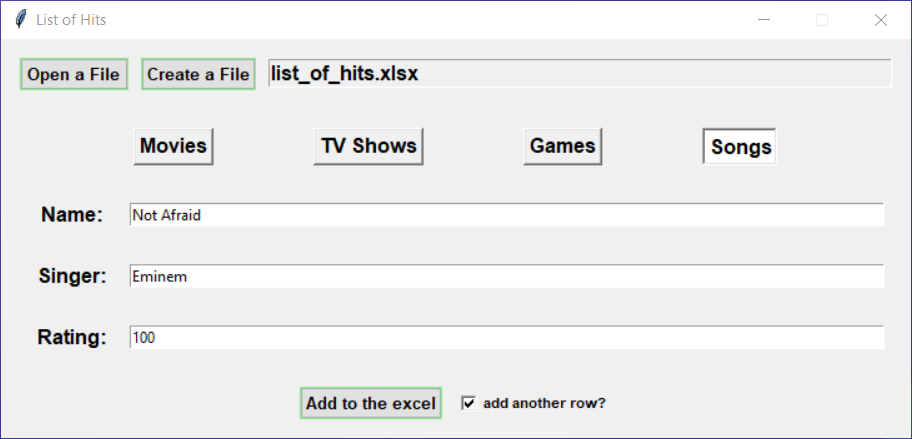 List of Hits
Open a File Create a File list_of_hits.xlsx
Movies TV Shows Games Songs
Name: Not Afraid
Singer: Eminem
Rating: 100
Add to the excel add another row?